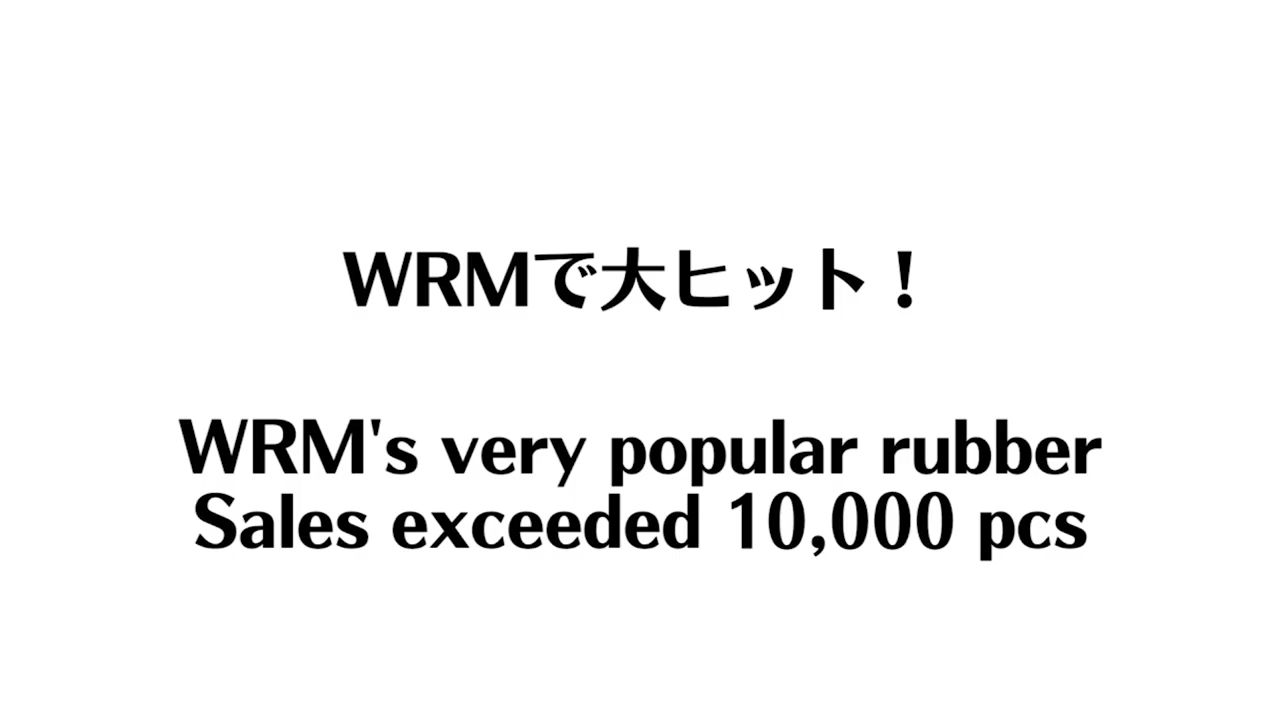 WRMで大ヒット！
WRM's very popular rubber
Sales exceeded 10,000 pcs